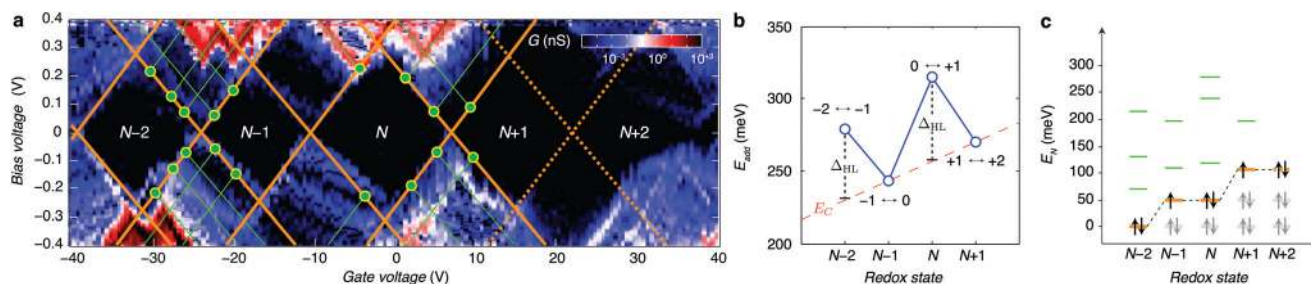 a
b
c
0.4
0.3
0.2
0.1
0
−0.1
−0.2
−0.3
−0.4
Bias voltage (V)
G (nS)
10⁻³ 10⁰ 10⁻³
N−2 N−1 N N+1 N+2
−40 −30 −20 −10 0 10 20 30 40
Gate voltage (V)
350
300
250
200
E_add (meV)
0 ↔ +1
−2 ↔ −1
Δ_HL
Δ_HL
+1 ↔ +2
−1 ↔ 0
E_C
N−2 N−1 N N+1
Redox state
300
250
200
150
100
50
0
E_N (meV)
N−2 N−1 N N+1 N+2
Redox state